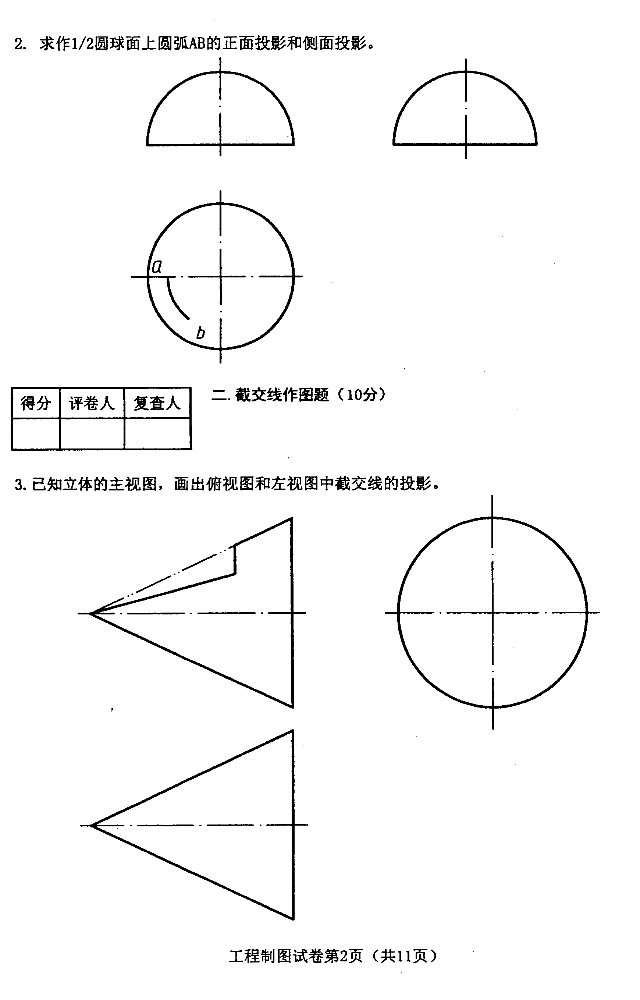 2. 求作1/2圆球面上圆弧AB的正面投影和侧面投影。
a
b
得分 评卷人 复查人
二.截交线作图题（10分）
3.已知立体的主视图，画出俯视图和左视图中截交线的投影。
工程制图试卷第2页（共11页）